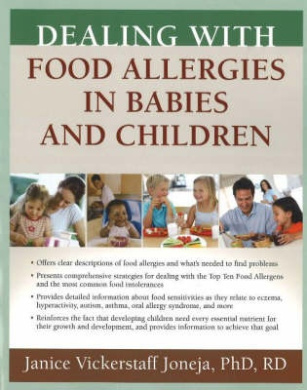 DEALING WITH
FOOD ALLERGIES
IN BABIES
AND CHILDREN
• Offers clear descriptions of food allergies and what's needed to find problems
• Presents comprehensive strategies for dealing with the Top Ten Food Allergens
and the most common food intolerances
• Provides detailed information about food sensitivities as they relate to eczema,
hyperactivity, autism, asthma, oral allergy syndrome, and more
• Reinforces the fact that developing children need every essential nutrient for
their growth and development, and provides information to achieve that goal
Janice Vickerstaff Joneja, PhD, RD